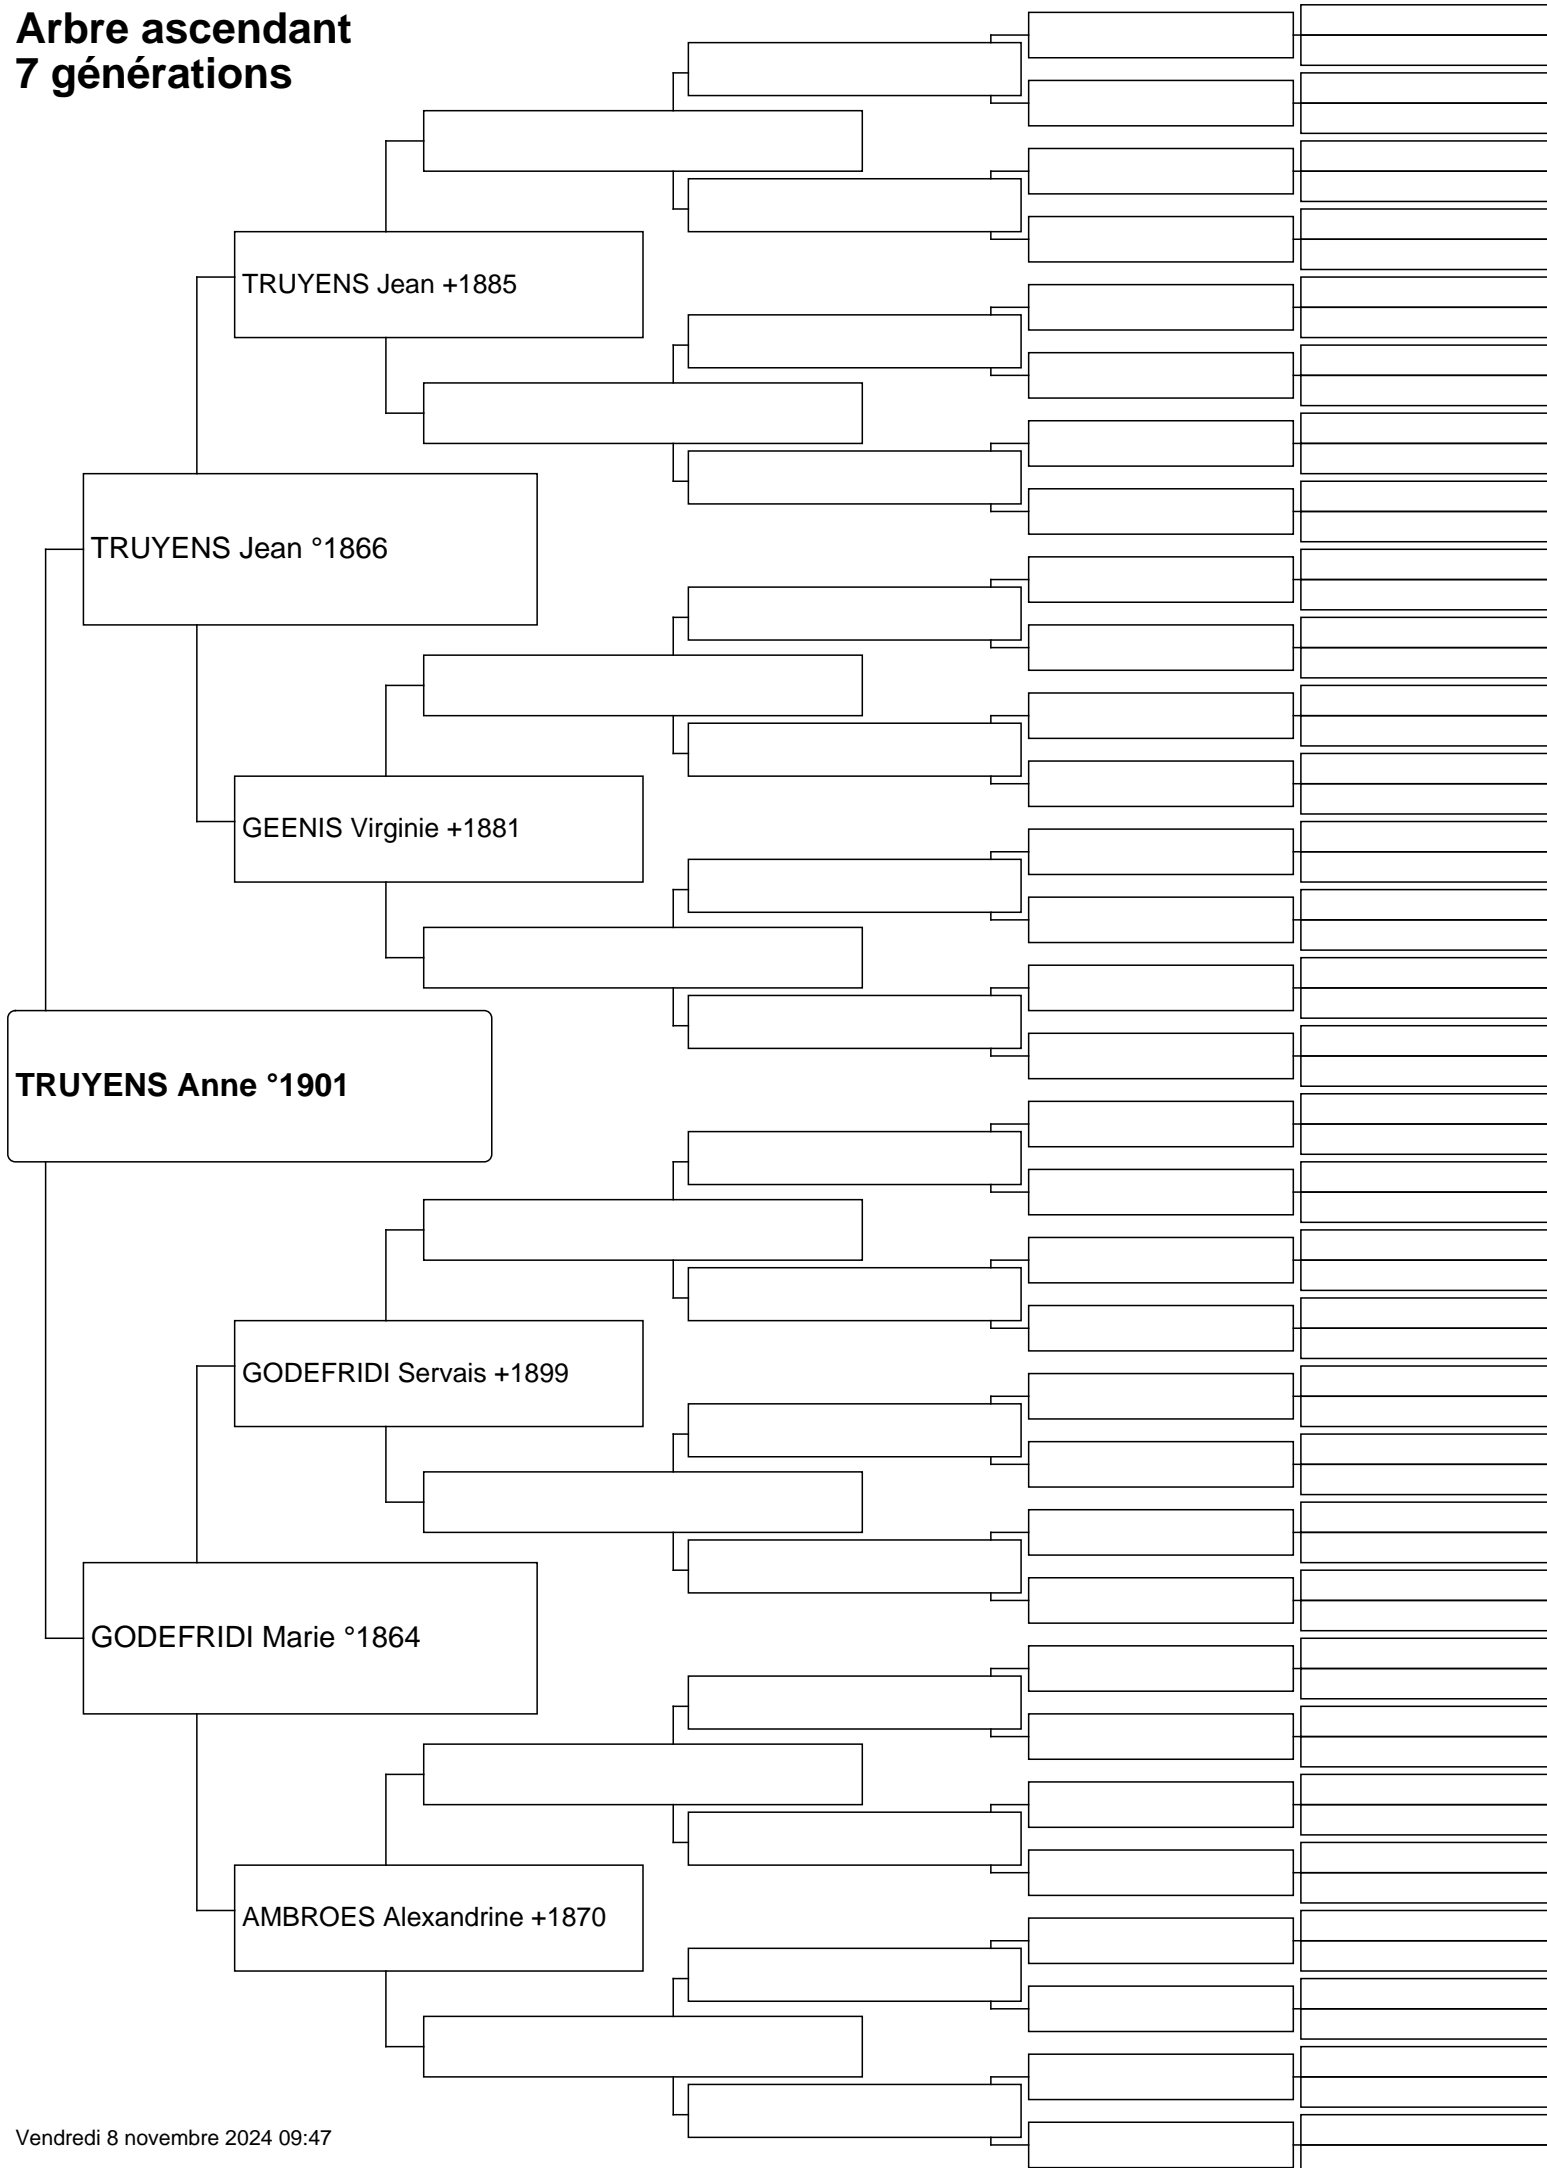 Arbre ascendant
7 générations
TRUYENS Jean +1885
TRUYENS Jean °1866
GEENIS Virginie +1881
TRUYENS Anne °1901
GODEFRIDI Servais +1899
GODEFRIDI Marie °1864
AMBROES Alexandrine +1870
Vendredi 8 novembre 2024 09:47